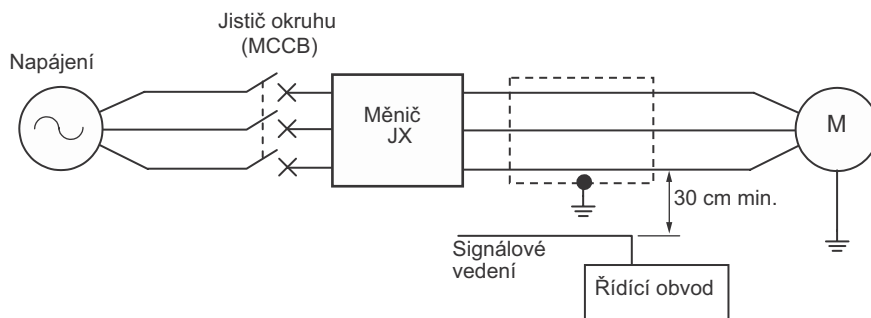 Jistič okruhu
(MCCB)
Napájení
Měnič
JX
M
30 cm min.
Signálové
vedení
Řídící obvod